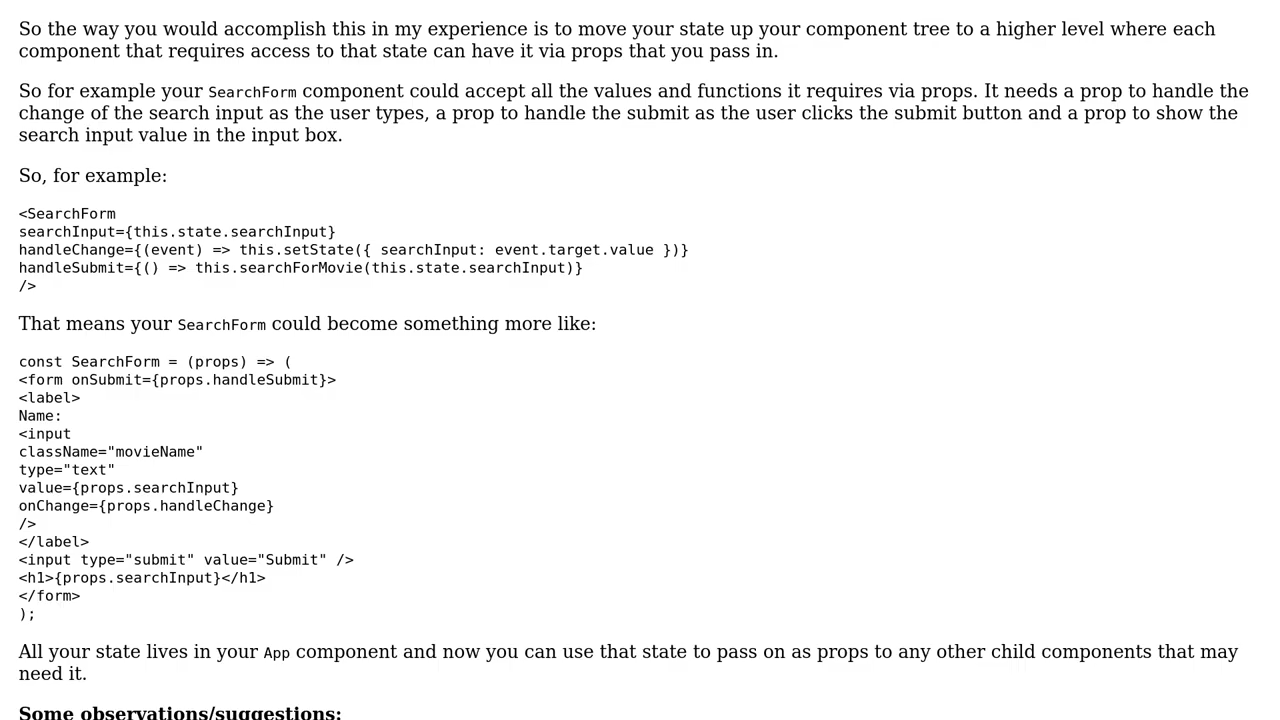 So the way you would accomplish this in my experience is to move your state up your component tree to a higher level where each
component that requires access to that state can have it via props that you pass in.
So for example your SearchForm component could accept all the values and functions it requires via props. It needs a prop to handle the
change of the search input as the user types, a prop to handle the submit as the user clicks the submit button and a prop to show the
search input value in the input box.
So, for example:
<SearchForm
searchInput={this.state.searchInput}
handleChange={(event) => this.setState({ searchInput: event.target.value })}
handleSubmit={() => this.searchForMovie(this.state.searchInput)}
/>
That means your SearchForm could become something more like:
const SearchForm = (props) => (
<form onSubmit={props.handleSubmit}>
<label>
Name:
<input
className="movieName"
type="text"
value={props.searchInput}
onChange={props.handleChange}
/>
</label>
<input type="submit" value="Submit" />
<h1>{props.searchInput}</h1>
</form>
);
All your state lives in your App component and now you can use that state to pass on as props to any other child components that may
need it.
Some observations/suggestions: